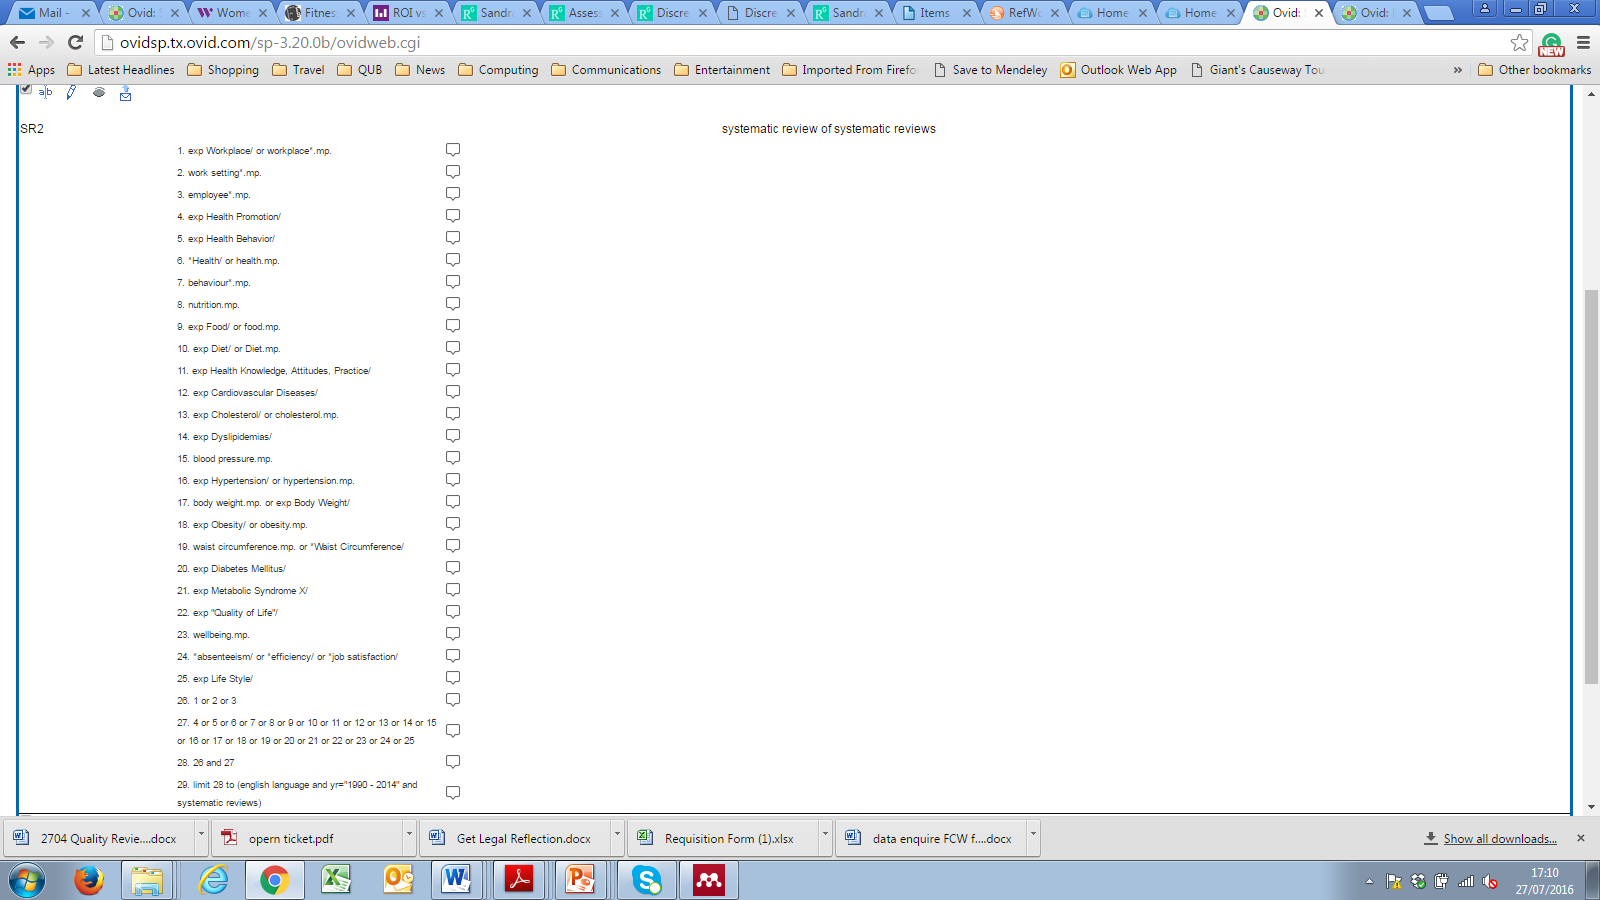 Mail -
Ovid:
Wome
Fitnes
ROI vs
Sandr
Assess
Discre
Discre
Sandr
Items
RefWo
Home
Home
Ovid:
Ovid:
ovidsp.tx.ovid.com/sp-3.20.0b/ovidweb.cgi
NEW
Apps
Latest Headlines
Shopping
Travel
QUB
News
Computing
Communications
Entertainment
Imported From Firefo
Save to Mendeley
Outlook Web App
Giant's Causeway Tou
»
Other bookmarks
SR2
systematic review of systematic reviews
1. exp Workplace/ or workplace*.mp.
2. work setting*.mp.
3. employee*.mp.
4. exp Health Promotion/
5. exp Health Behavior/
6. *Health/ or health.mp.
7. behaviour*.mp.
8. nutrition.mp.
9. exp Food/ or food.mp.
10. exp Diet/ or Diet.mp.
11. exp Health Knowledge, Attitudes, Practice/
12. exp Cardiovascular Diseases/
13. exp Cholesterol/ or cholesterol.mp.
14. exp Dyslipidemias/
15. blood pressure.mp.
16. exp Hypertension/ or hypertension.mp.
17. body weight.mp. or exp Body Weight/
18. exp Obesity/ or obesity.mp.
19. waist circumference.mp. or *Waist Circumference/
20. exp Diabetes Mellitus/
21. exp Metabolic Syndrome X/
22. exp "Quality of Life"/
23. wellbeing.mp.
24. *absenteeism/ or *efficiency/ or *job satisfaction/
25. exp Life Style/
26. 1 or 2 or 3
27. 4 or 5 or 6 or 7 or 8 or 9 or 10 or 11 or 12 or 13 or 14 or 15
or 16 or 17 or 18 or 19 or 20 or 21 or 22 or 23 or 24 or 25
28. 26 and 27
29. limit 28 to (english language and yr="1990 - 2014" and
systematic reviews)
2704 Quality Revie....docx
opern ticket.pdf
Get Legal Reflection.docx
Requisition Form (1).xlsx
data enquire FCW f....docx
Show all downloads...
17:10
27/07/2016